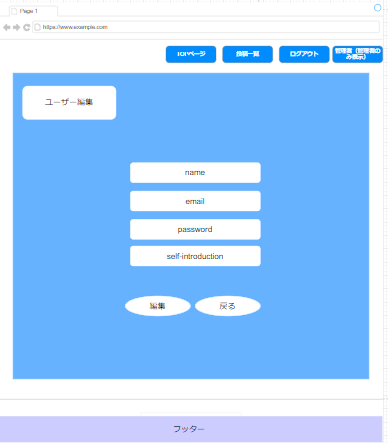 Page 1
https://www.example.com
TOPページ
投稿一覧
ログアウト
管理者（管理者の
み表示）
ユーザー編集
name
email
password
self-introduction
編集
戻る
フッター